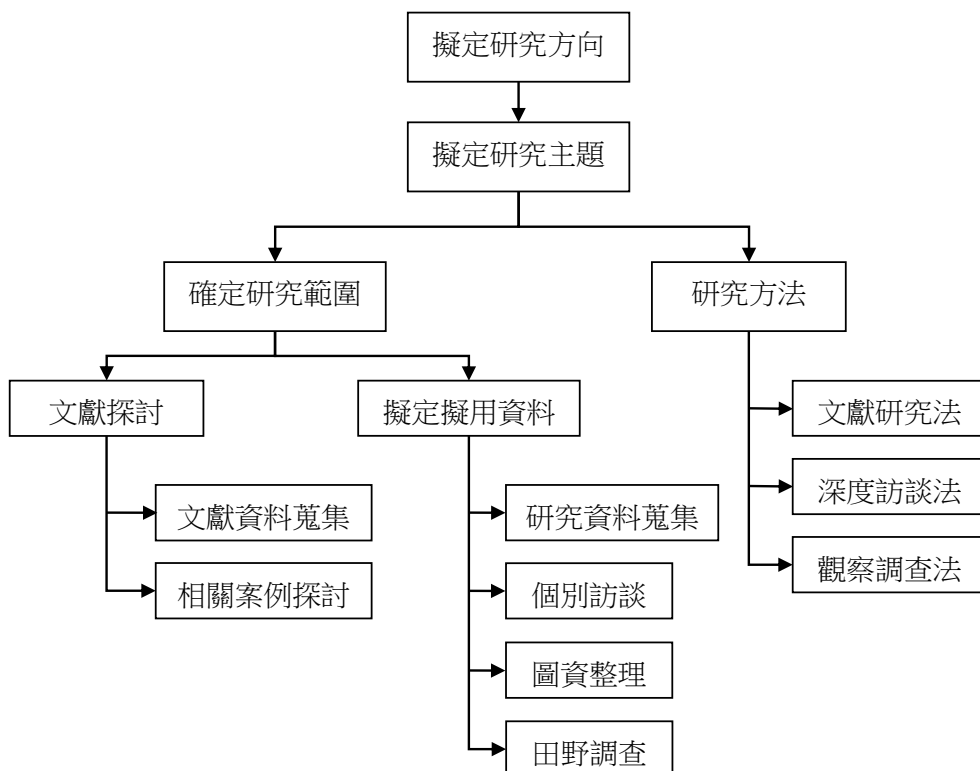 擬定研究方向
擬定研究主題
確定研究範圍
研究方法
文獻探討
擬定擬用資料
文獻研究法
深度訪談法
觀察調查法
文獻資料蒐集
相關案例探討
研究資料蒐集
個別訪談
圖資整理
田野調查